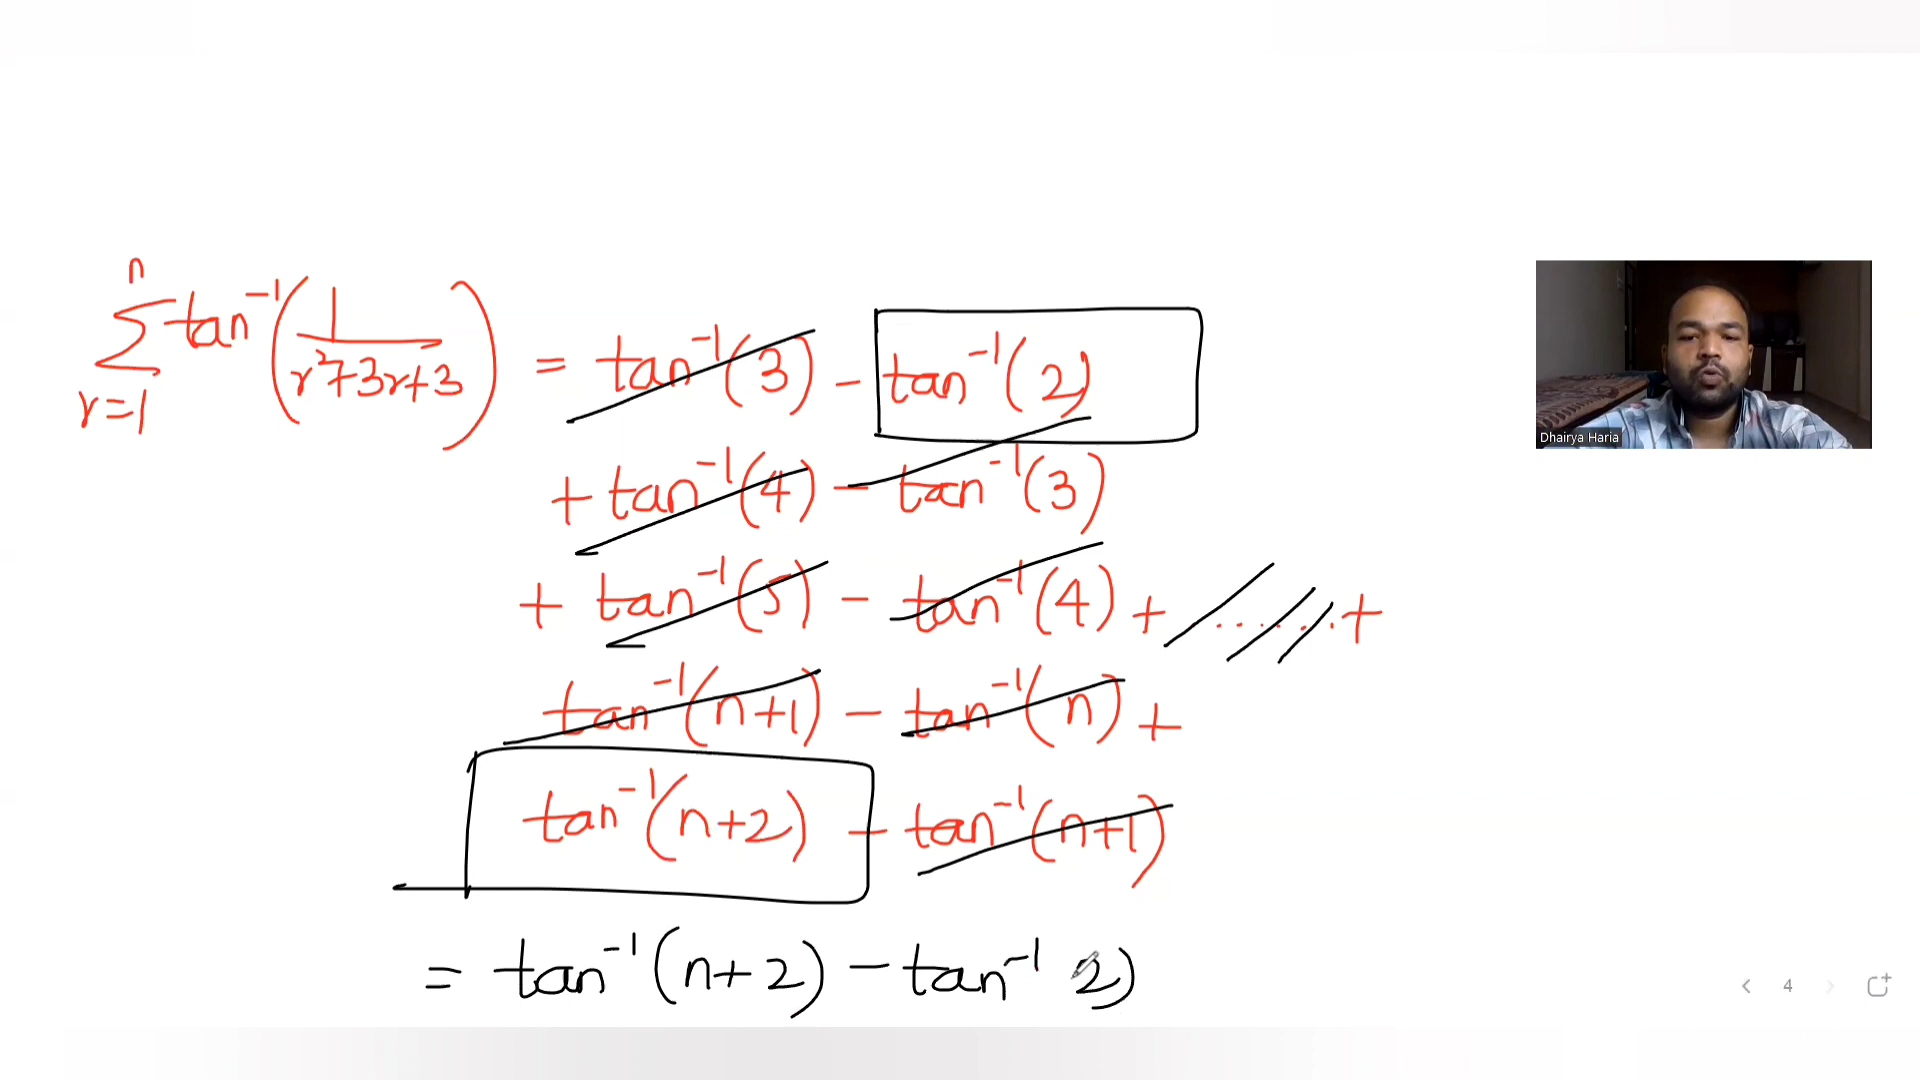 n
∑ tan⁻¹(1/(r²+3r+3)) = tan⁻¹(3) - tan⁻¹(2)
r=1
+ tan⁻¹(4) - tan⁻¹(3)
+ tan⁻¹(5) - tan⁻¹(4) + ...... +
tan⁻¹(n+1) - tan⁻¹(n) +
tan⁻¹(n+2) - tan⁻¹(n+1)
= tan⁻¹(n+2) - tan⁻¹ 2)
Dhairya Haria
< 4 >